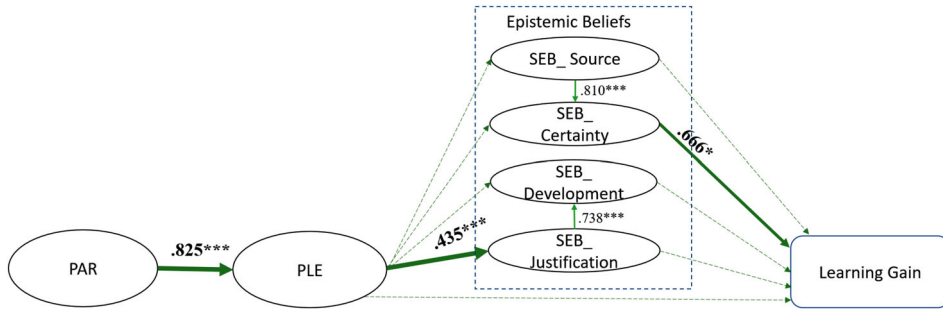 Epistemic Beliefs
SEB_ Source
.810***
SEB_
Certainty
.666*
SEB_
Development
.738***
.435***
SEB_
Justification
PAR
.825***
PLE
Learning Gain